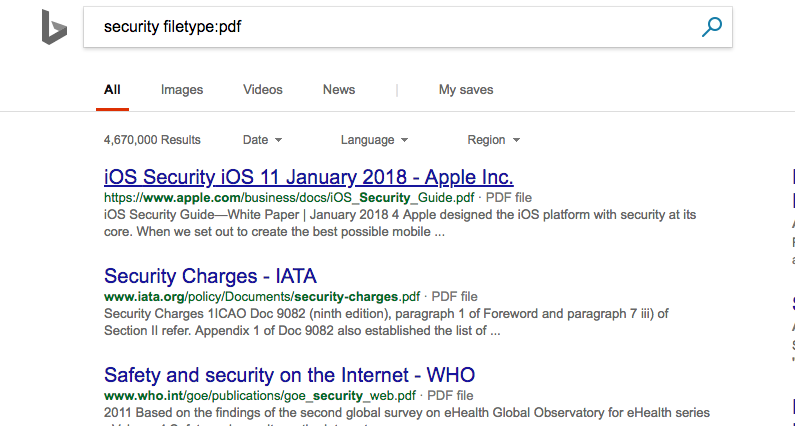 security filetype:pdf
All Images Videos News | My saves
4,670,000 Results Date Language Region
iOS Security iOS 11 January 2018 - Apple Inc.
https://www.apple.com/business/docs/iOS_Security_Guide.pdf · PDF file
iOS Security Guide—White Paper | January 2018 4 Apple designed the iOS platform with security at its
core. When we set out to create the best possible mobile ...
Security Charges - IATA
www.iata.org/policy/Documents/security-charges.pdf · PDF file
Security Charges 1ICAO Doc 9082 (ninth edition), paragraph 1 of Foreword and paragraph 7 iii) of
Section II refer. Appendix 1 of Doc 9082 also established the list of ...
Safety and security on the Internet - WHO
www.who.int/goe/publications/goe_security_web.pdf · PDF file
2011 Based on the findings of the second global survey on eHealth Global Observatory for eHealth series